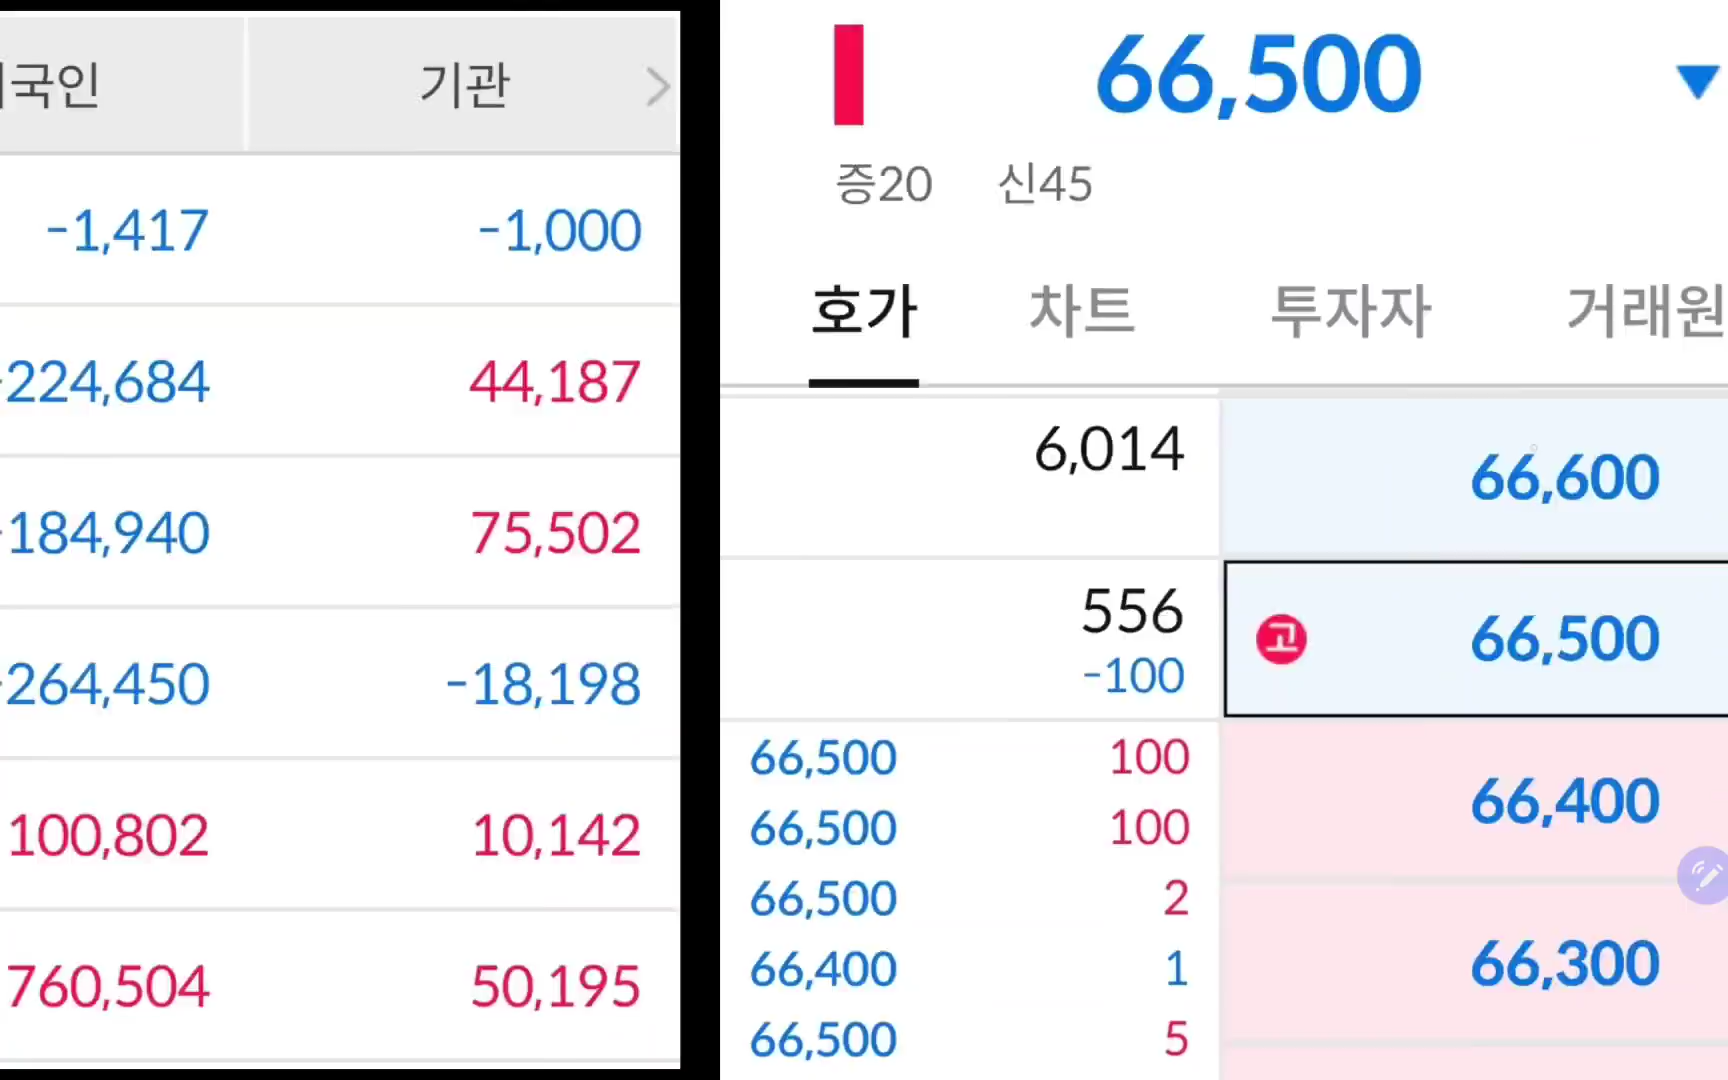 국인 기관
-1,417 -1,000
-224,684 44,187
-184,940 75,502
-264,450 -18,198
100,802 10,142
760,504 50,195
66,500 ▼
증20 신45
호가 차트 투자자 거래원
6,014 66,600
556 고 66,500
-100
66,500 100 66,400
66,500 100
66,500 2
66,400 1 66,300
66,500 5